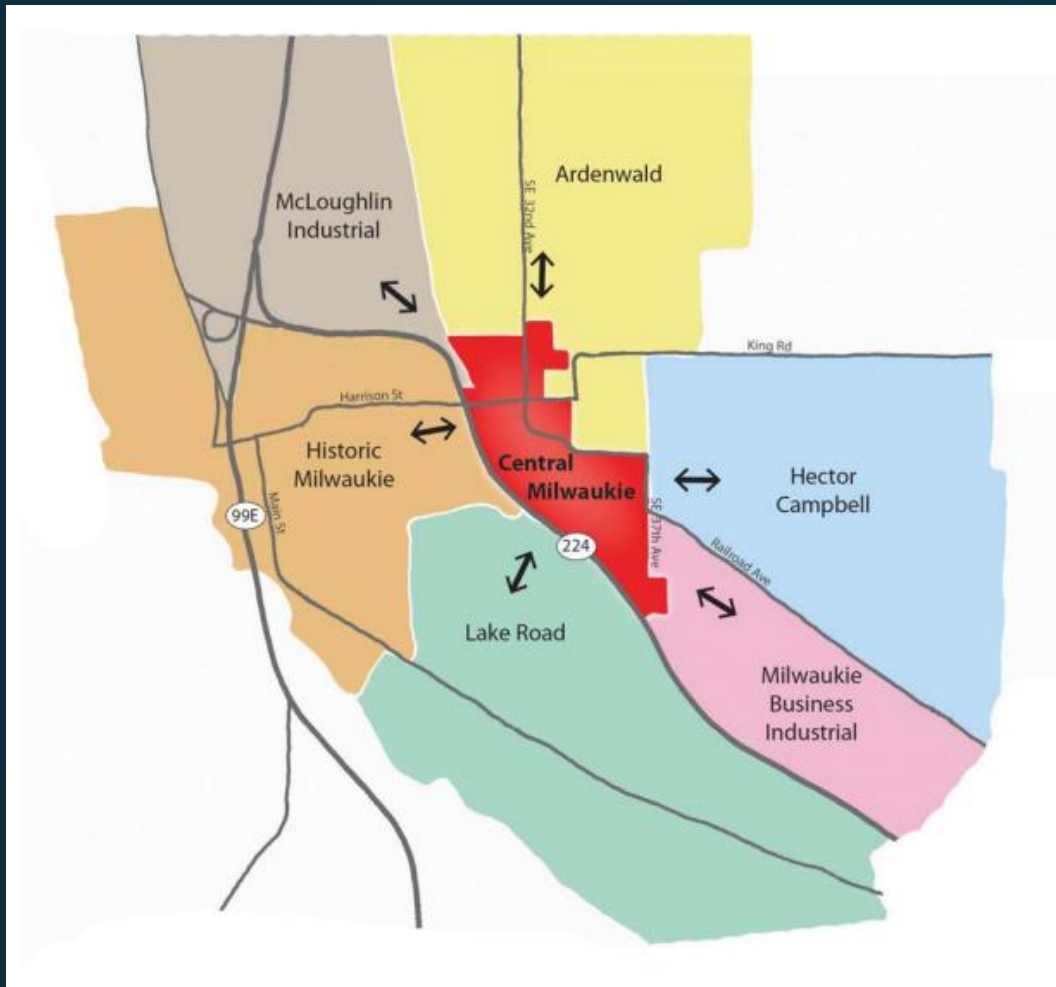 Ardenwald
SE 32nd Ave
McLoughlin
Industrial
King Rd
Harrison St
Historic
Milwaukie
Central
Milwaukie
Hector
Campbell
Main St
99E
224
SE 37th Ave
Railroad Ave
Lake Road
Milwaukie
Business
Industrial